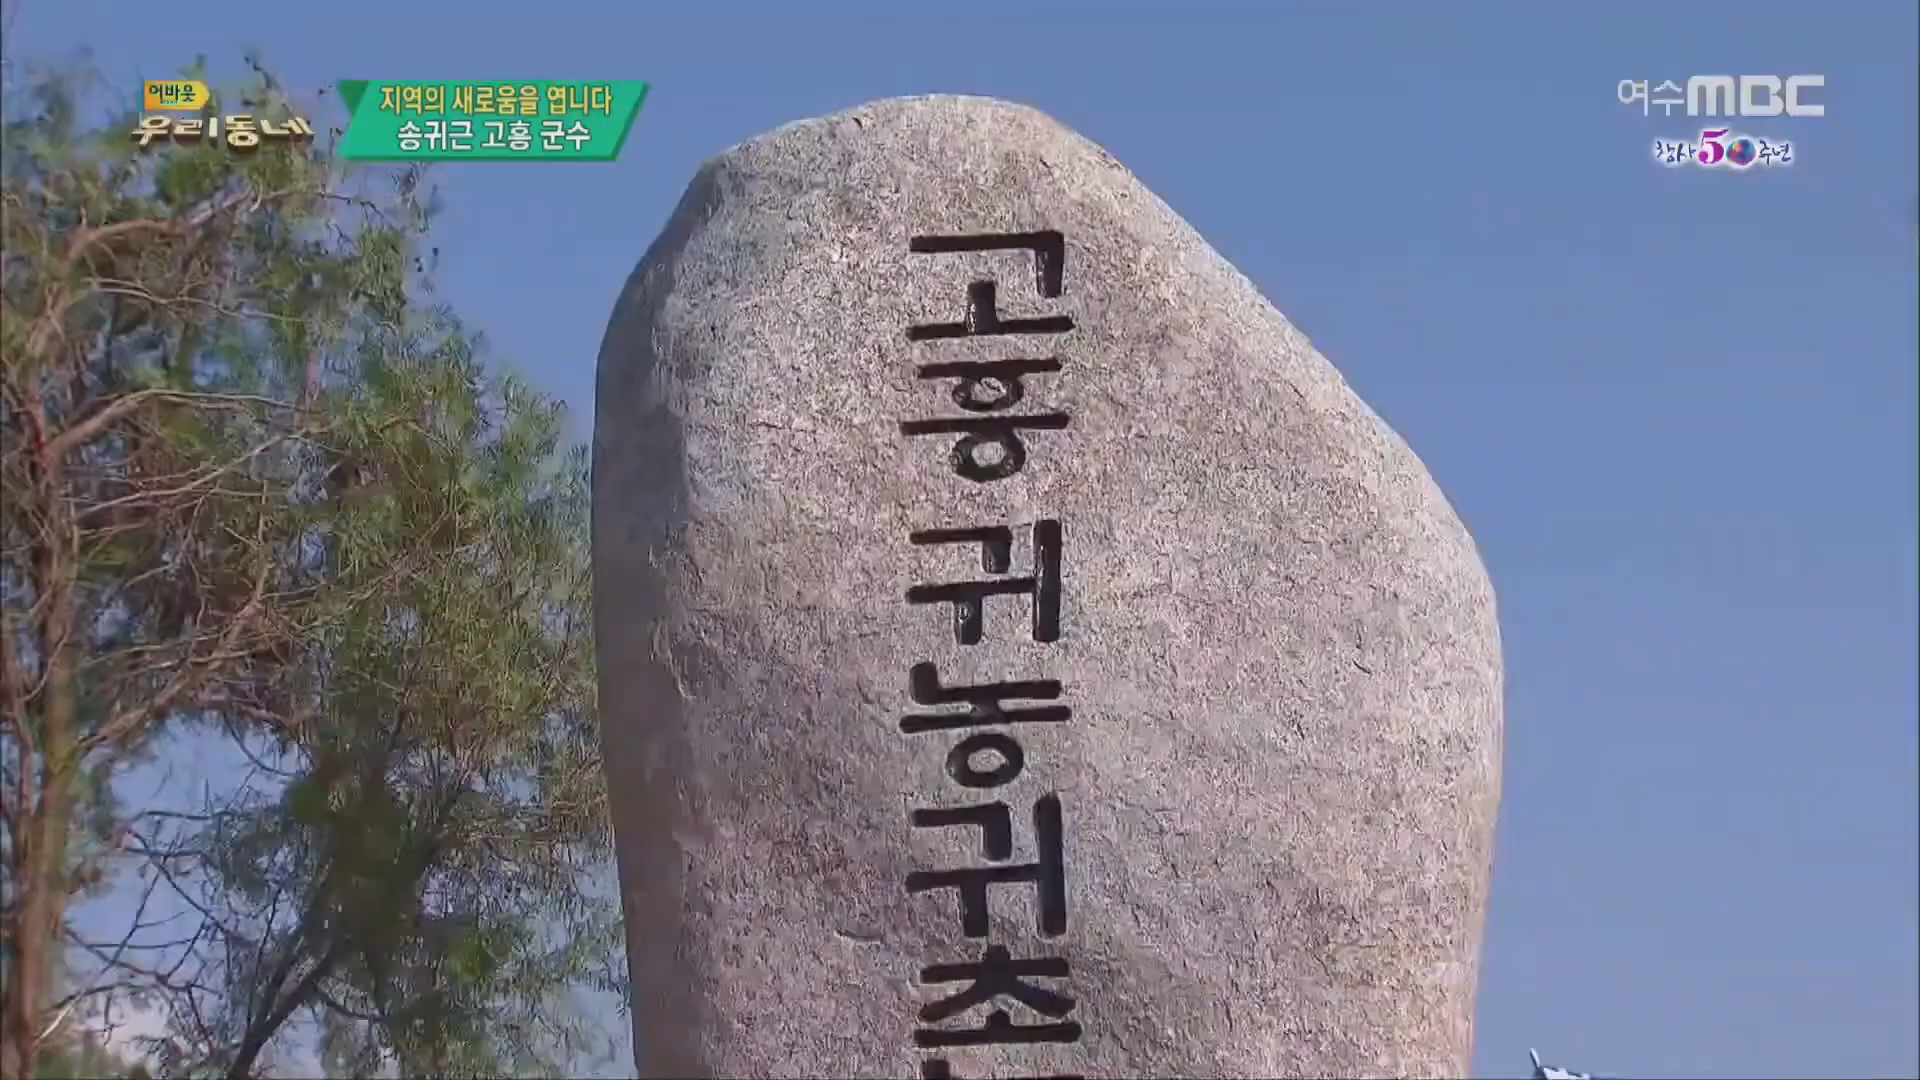 어바웃
우리동네
지역의 새로움을 엽니다
송귀근 고흥 군수
여수MBC
창사50주년
고흥 귀농귀